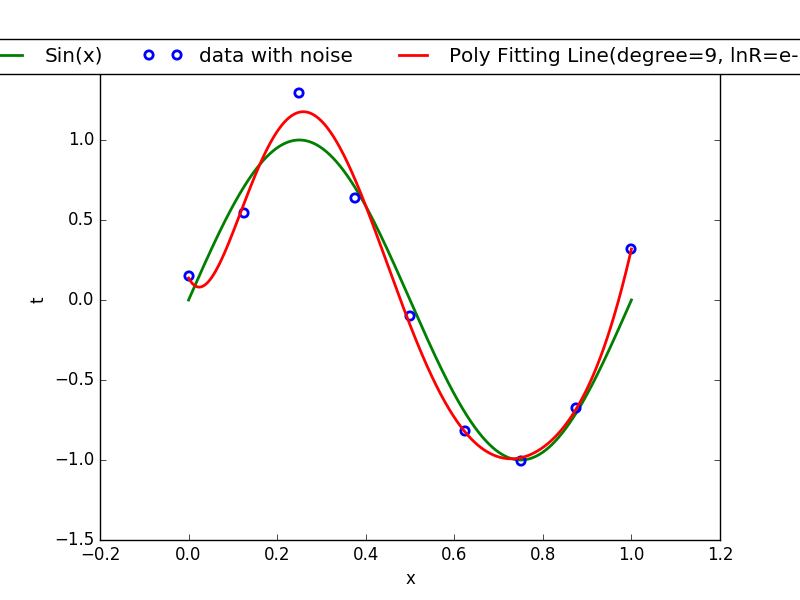 Sin(x) data with noise Poly Fitting Line(degree=9, lnR=e-
1.0
0.5
0.0
−0.5
−1.0
−1.5
t
−0.2 0.0 0.2 0.4 0.6 0.8 1.0 1.2
x